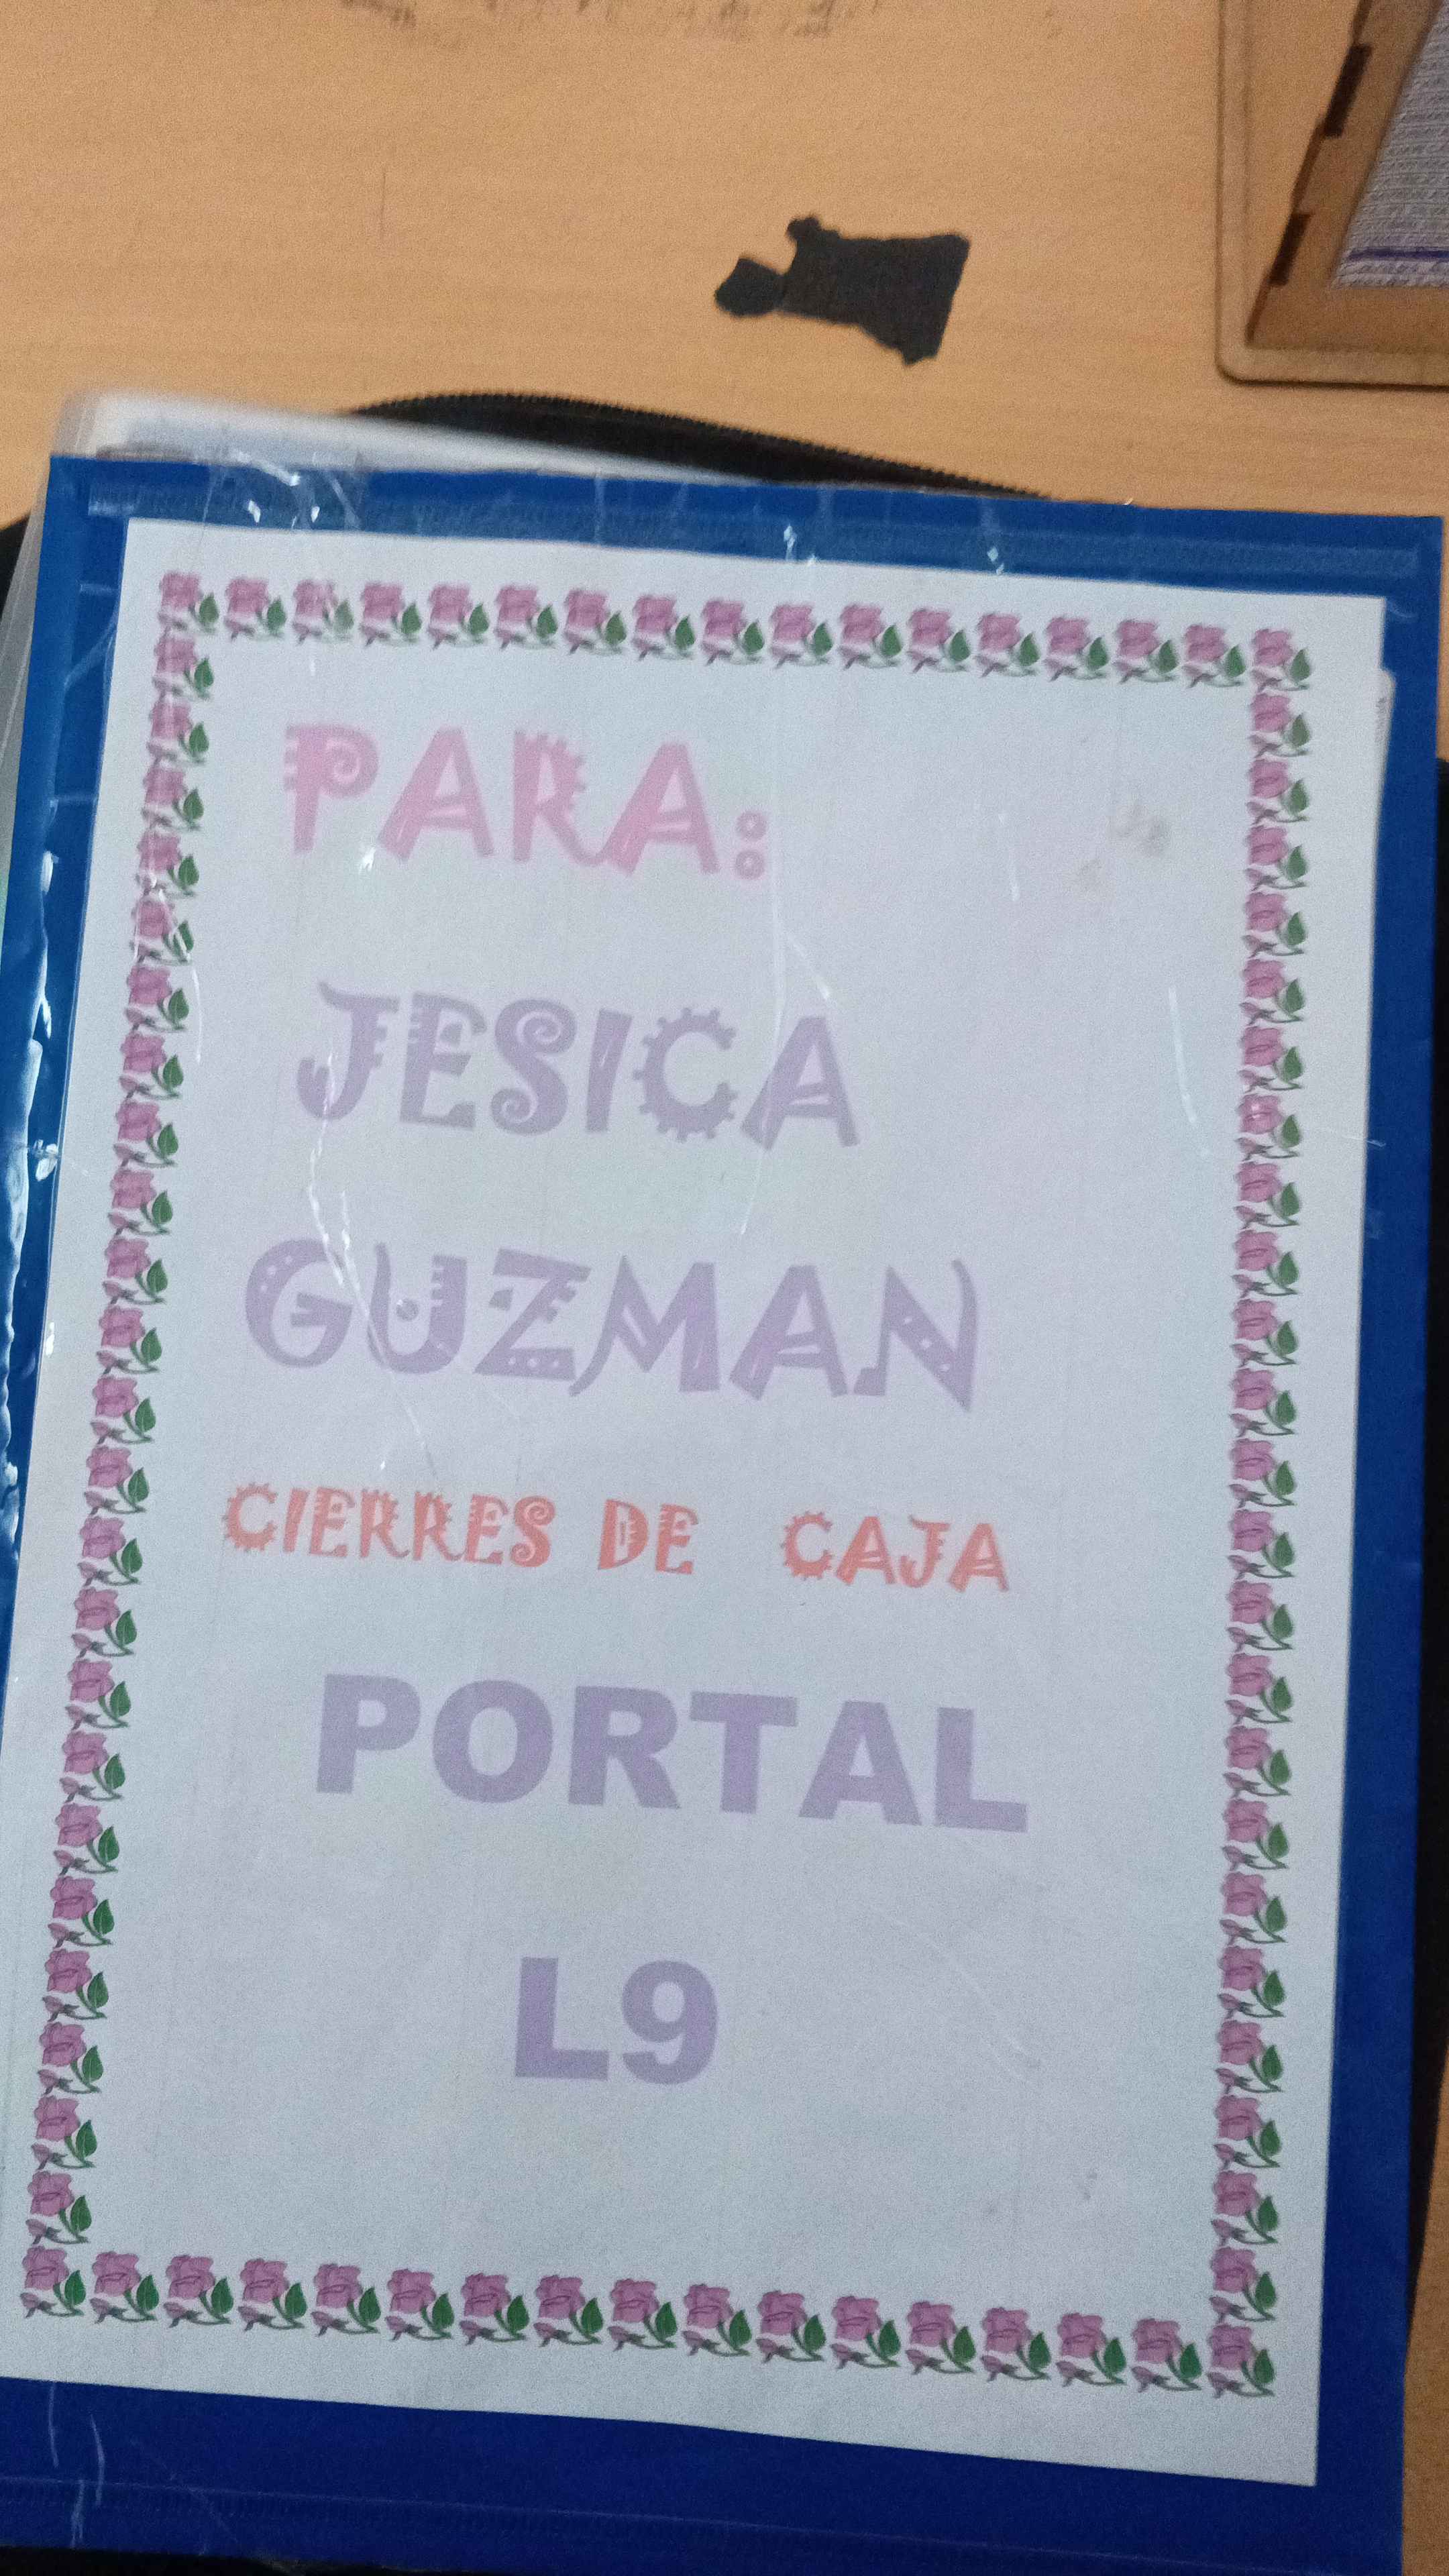 PARA:
JESICA
GUZMAN
CIERRES DE CAJA
PORTAL
L9